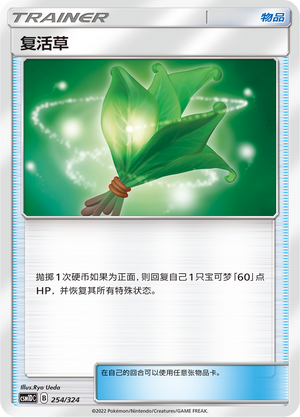 TRAINER 物品
复活草
抛掷1次硬币如果为正面，则回复自己1只宝可梦「60」点
HP，并恢复其所有特殊状态。
在自己的回合可以使用任意张物品卡。
Illus.Ryo Ueda
CSM1DC B 254/324
©2022 Pokémon/Nintendo/Creatures/GAME FREAK.